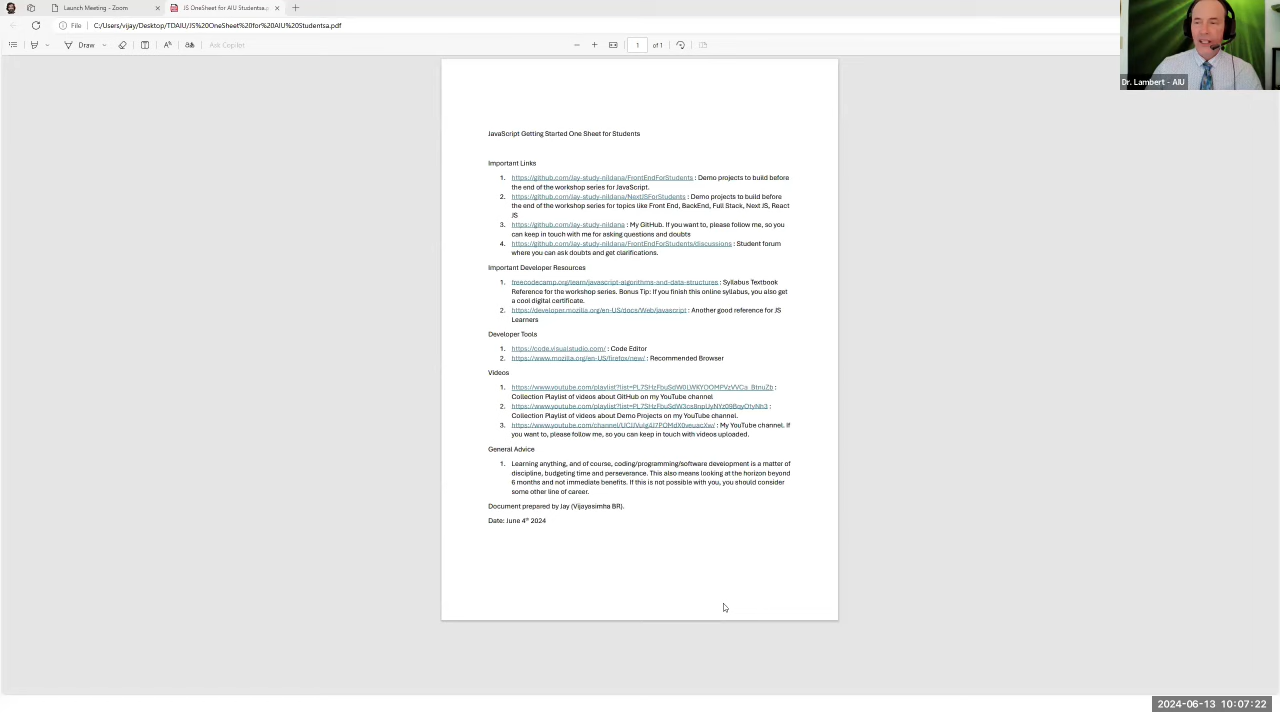 Launch Meeting - Zoom
JS OneSheet for AIU Studentsa.pdf
File
C:/Users/vijay/Desktop/TDAIU/JS%20OneSheet%20for%20AIU%20Studentsa.pdf
Draw
Ask Copilot
1 of 1
Dr. Lambert - AIU
JavaScript Getting Started One Sheet for Students
Important Links
1. https://github.com/Jay-study-nildana/FrontEndForStudents : Demo projects to build before
the end of the workshop series for JavaScript.
2. https://github.com/Jay-study-nildana/NextJSForStudents : Demo projects to build before
the end of the workshop series for topics like Front End, BackEnd, Full Stack, Next JS, React
JS
3. https://github.com/Jay-study-nildana : My GitHub. If you want to, please follow me, so you
can keep in touch with me for asking questions and doubts
4. https://github.com/Jay-study-nildana/FrontEndForStudents/discussions : Student forum
where you can ask doubts and get clarifications.
Important Developer Resources
1. freecodecamp.org/learn/javascript-algorithms-and-data-structures : Syllabus Textbook
Reference for the workshop series. Bonus Tip: If you finish this online syllabus, you also get
a cool digital certificate.
2. https://developer.mozilla.org/en-US/docs/Web/javascript : Another good reference for JS
Learners
Developer Tools
1. https://code.visualstudio.com/ : Code Editor
2. https://www.mozilla.org/en-US/firefox/new/ : Recommended Browser
Videos
1. :
Collection Playlist of videos about GitHub on my YouTube channel
2. :
Collection Playlist of videos about Demo Projects on my YouTube channel.
3. : My YouTube channel. If
you want to, please follow me, so you can keep in touch with videos uploaded.
General Advice
1. Learning anything, and of course, coding/programming/software development is a matter of
discipline, budgeting time and perseverance. This also means looking at the horizon beyond
6 months and not immediate benefits. If this is not possible with you, you should consider
some other line of career.
Document prepared by Jay (Vijayasimha BR).
Date: June 4th 2024
2024-06-13 10:07:22